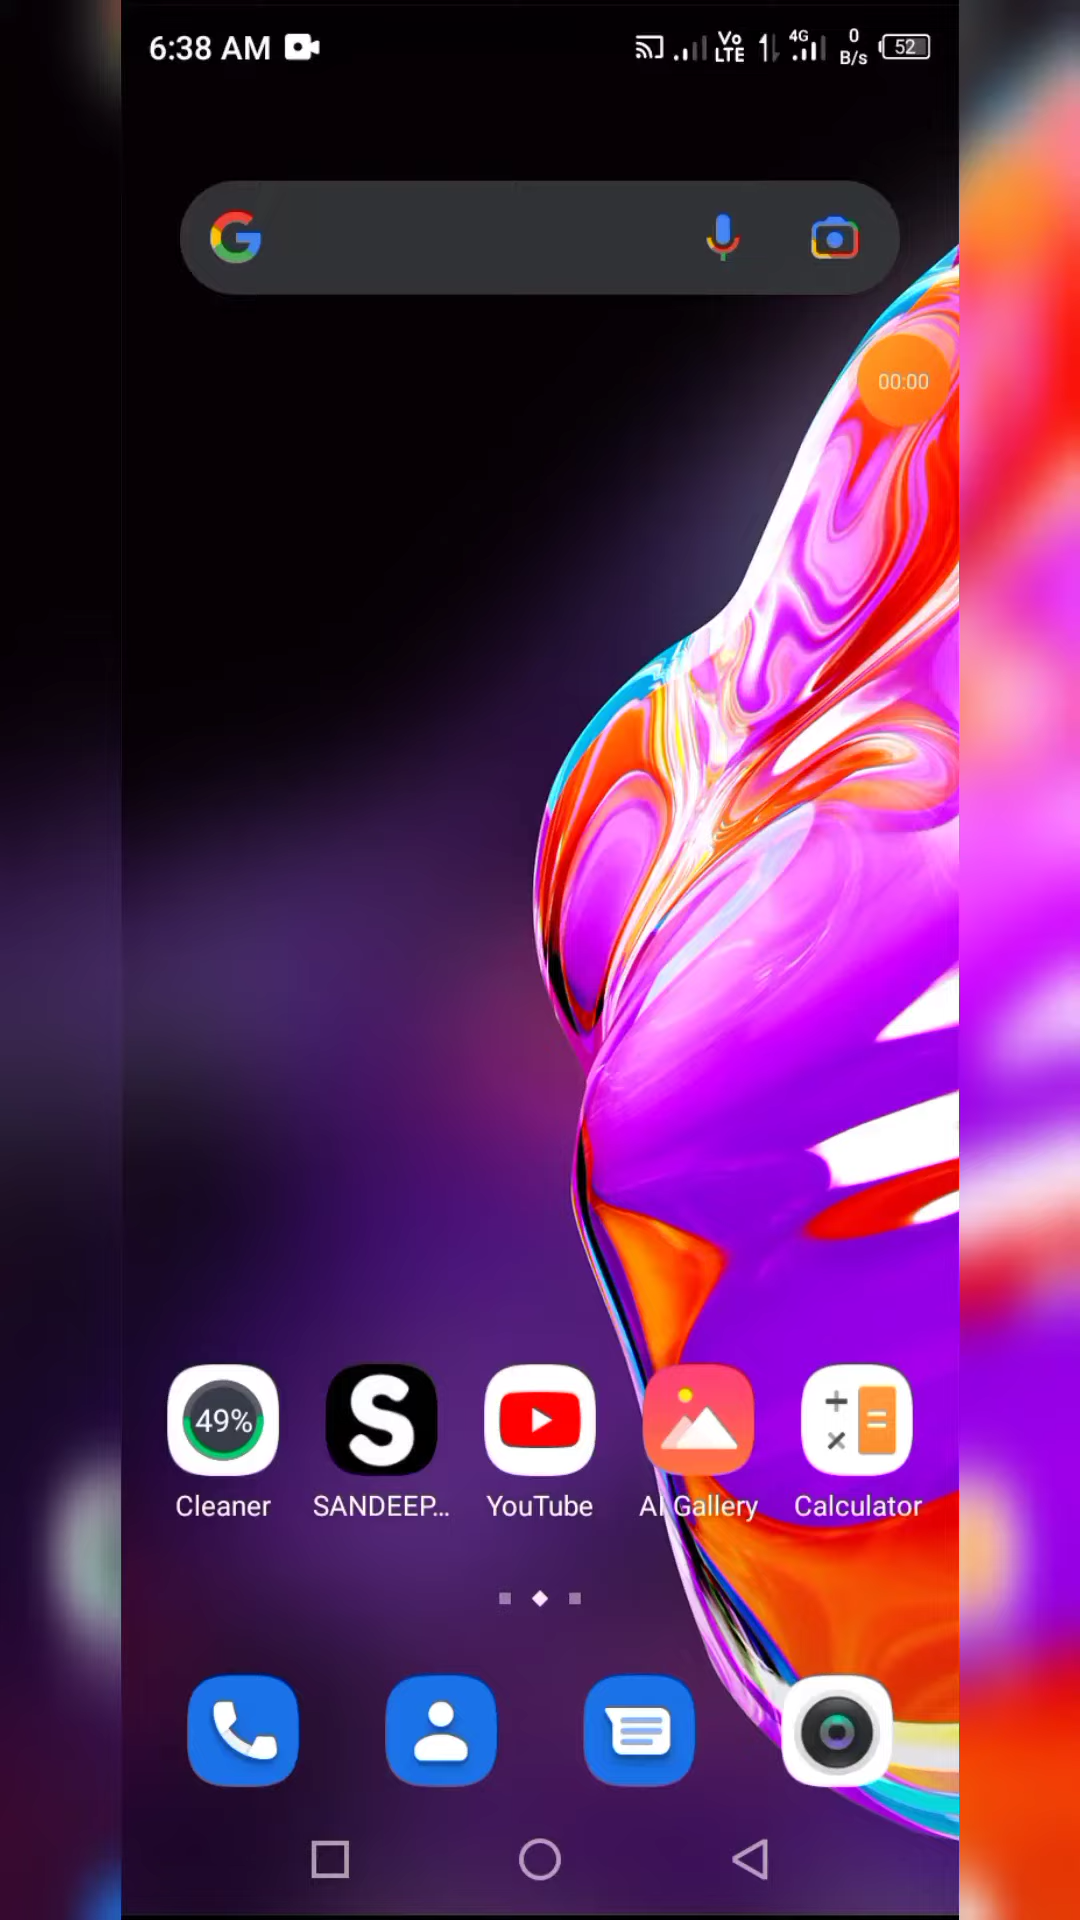 6:38 AM
Vo LTE 4G 0 B/s 52
00:00
49%
Cleaner SANDEEP... YouTube AI Gallery Calculator